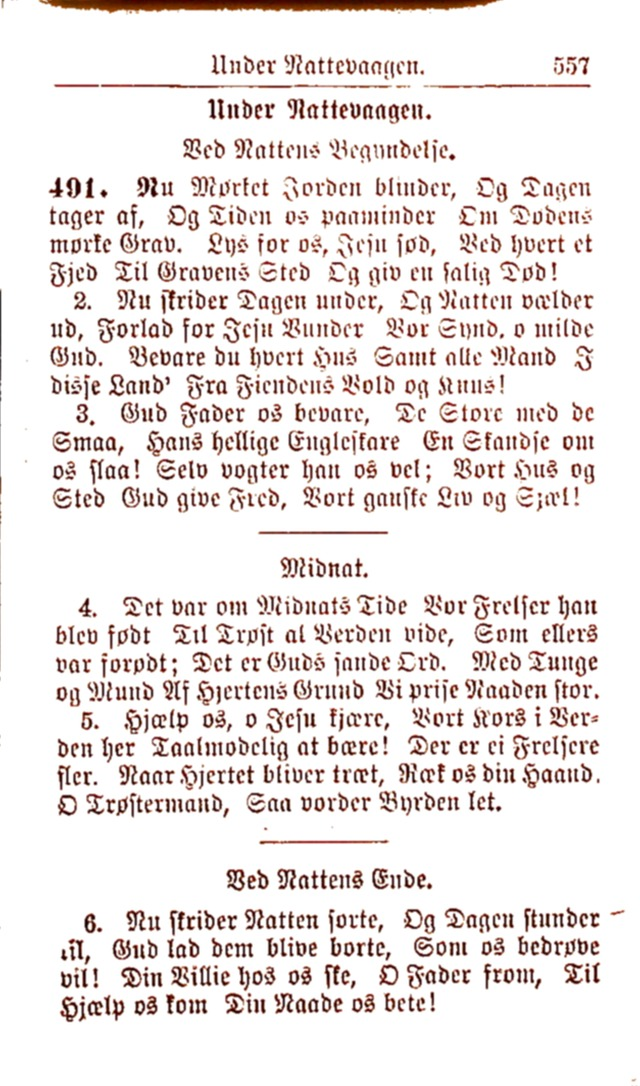 Under Nattevaagen. 557
Under Nattevaagen.
Ved Nattens Begyndelse.
491. Nu Mørket Jorden blinder, Og Dagen
tager af, Og Tiden os paaminder Om Dødens
mørke Grav. Lys for os, Jesu sød, Ved hvert et
Fjed Til Gravens Sted Og giv en salig Død!
2. Nu skrider Dagen under, Og Natten vælder
ud, Forlad for Jesu Vunder Vor Synd, o milde
Gud. Bevare du hvert Hus Samt alle Mand I
disse Land' Fra Fiendens Vold og Knus!
3. Gud Fader os bevare, De Store med de
Smaa, Hans hellige Engleskare En Skandse om
os slaa! Selv vogter han os vel; Vort Hus og
Sted Gud give Fred, Vort ganske Liv og Sjæl!
Midnat.
4. Det var om Midnats Tide Vor Frelser han
blev født Til Trøst al Verden vide, Som ellers
var forødt; Det er Guds sande Ord. Med Tunge
og Mund Af Hjertens Grund Vi prise Naaden stor.
5. Hjælp os, o Jesu kjære, Vort Kors i Ver-
den her Taalmodelig at bære! Der er ei Frelsere
fler. Naar Hjertet bliver træt, Ræk os din Haand.
O Trøstermand, Saa vorder Byrden let.
Ved Nattens Ende.
6. Nu skrider Natten sorte, Og Dagen stunder
til, Gud lad dem blive borte, Som os bedrøve
vil! Din Villie hos os ske, O Fader from, Til
Hjælp os kom Din Naade os bete!